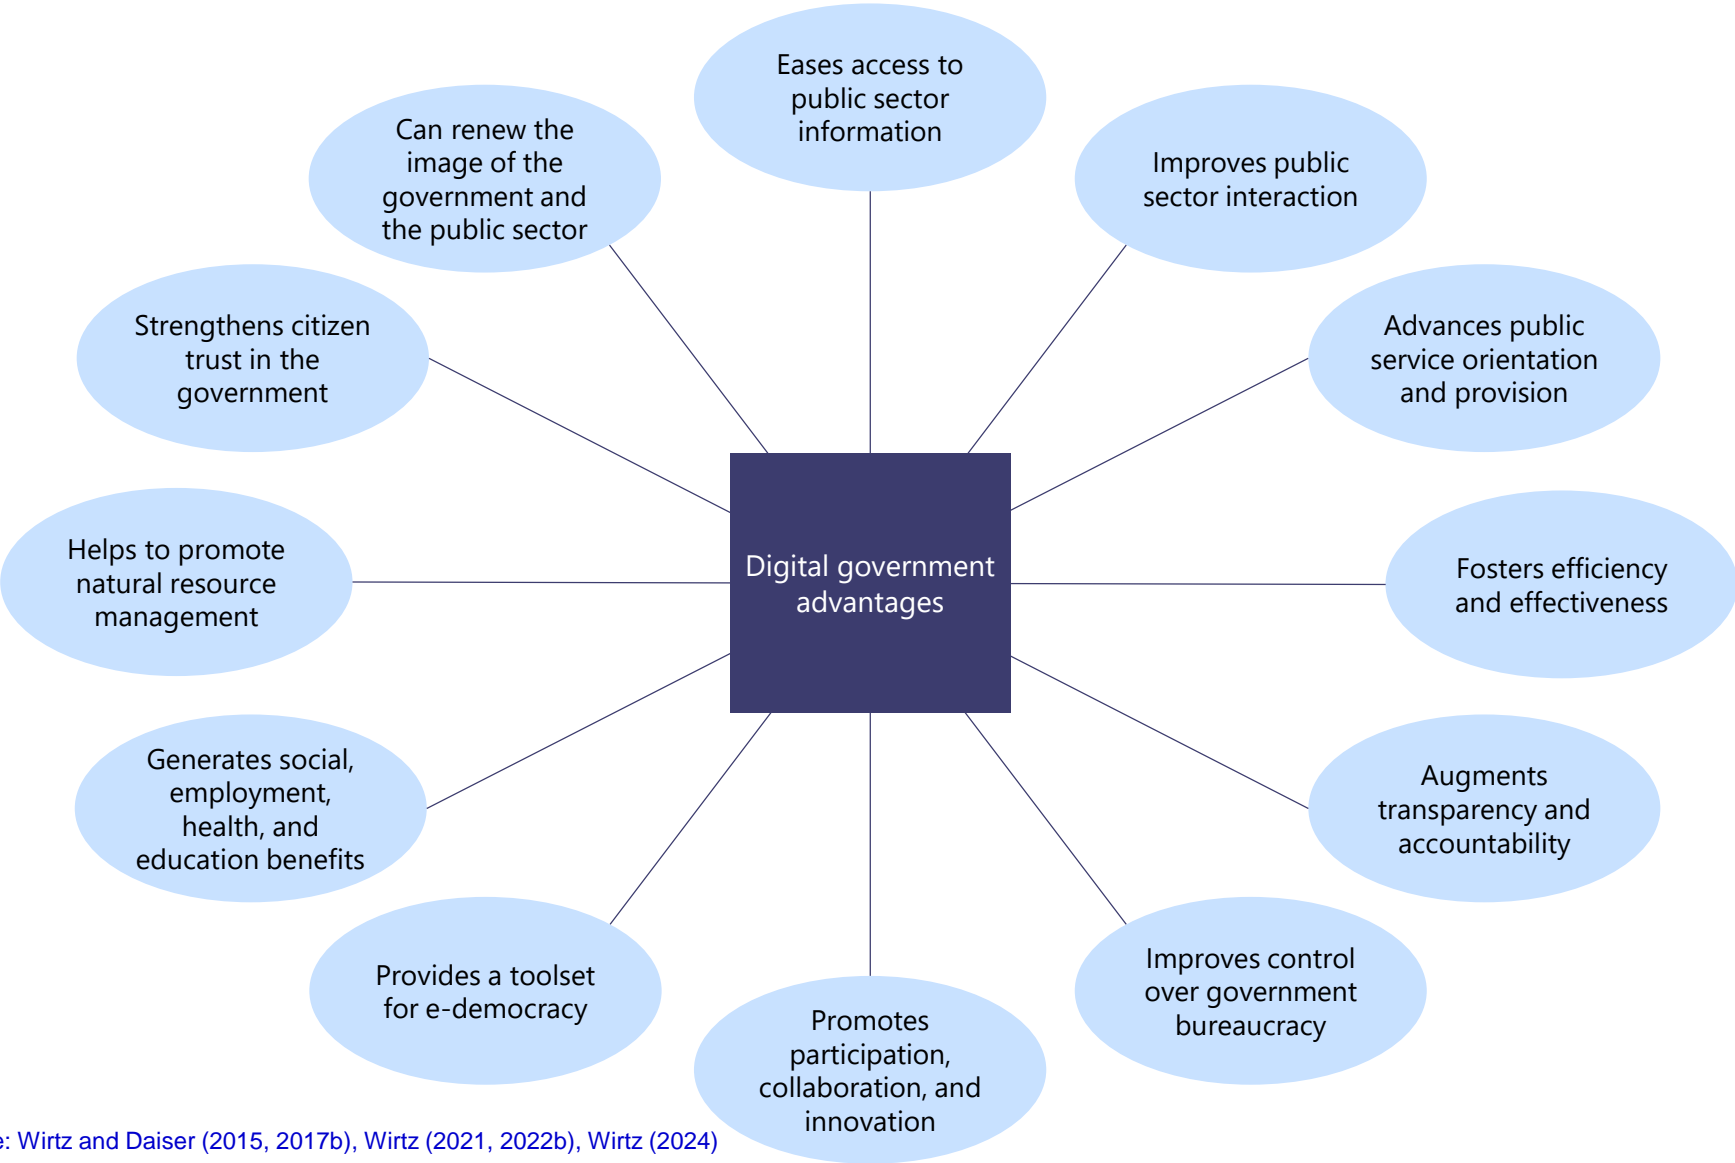 Eases access to
public sector
information
Improves public
sector interaction
Advances public
service orientation
and provision
Fosters efficiency
and effectiveness
Augments
transparency and
accountability
Improves control
over government
bureaucracy
Promotes
participation,
collaboration, and
innovation
Provides a toolset
for e-democracy
Generates social,
employment,
health, and
education benefits
Helps to promote
natural resource
management
Strengthens citizen
trust in the
government
Can renew the
image of the
government and
the public sector
Digital government
advantages
: Wirtz and Daiser (2015, 2017b), Wirtz (2021, 2022b), Wirtz (2024)